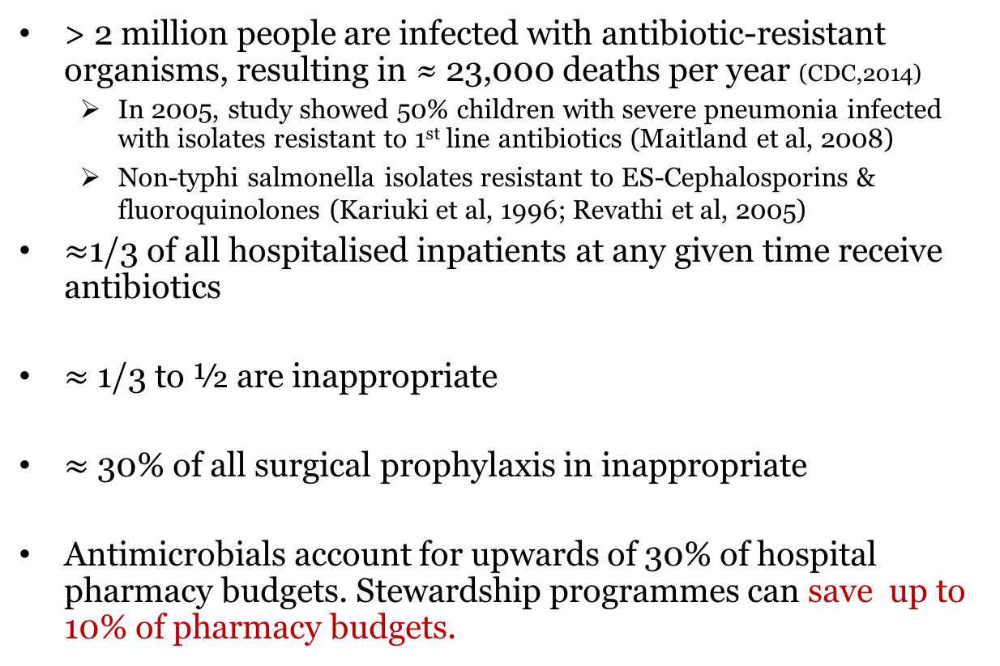 • > 2 million people are infected with antibiotic-resistant
organisms, resulting in ≈ 23,000 deaths per year (CDC,2014)
➢ In 2005, study showed 50% children with severe pneumonia infected
with isolates resistant to 1st line antibiotics (Maitland et al, 2008)
➢ Non-typhi salmonella isolates resistant to ES-Cephalosporins &
fluoroquinolones (Kariuki et al, 1996; Revathi et al, 2005)
• ≈1/3 of all hospitalised inpatients at any given time receive
antibiotics
• ≈ 1/3 to ½ are inappropriate
• ≈ 30% of all surgical prophylaxis in inappropriate
• Antimicrobials account for upwards of 30% of hospital
pharmacy budgets. Stewardship programmes can save up to
10% of pharmacy budgets.